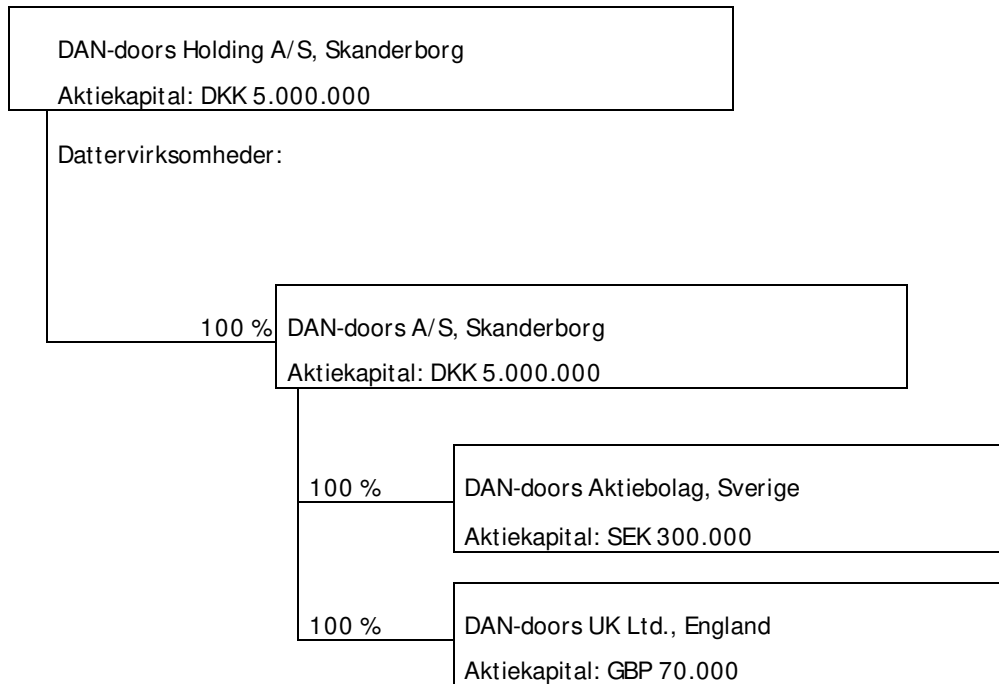 DAN-doors Holding A/S, Skanderborg
Aktiekapital: DKK 5.000.000
Dattervirksomheder:
100 % DAN-doors A/S, Skanderborg
Aktiekapital: DKK 5.000.000
100 % DAN-doors Aktiebolag, Sverige
Aktiekapital: SEK 300.000
100 % DAN-doors UK Ltd., England
Aktiekapital: GBP 70.000